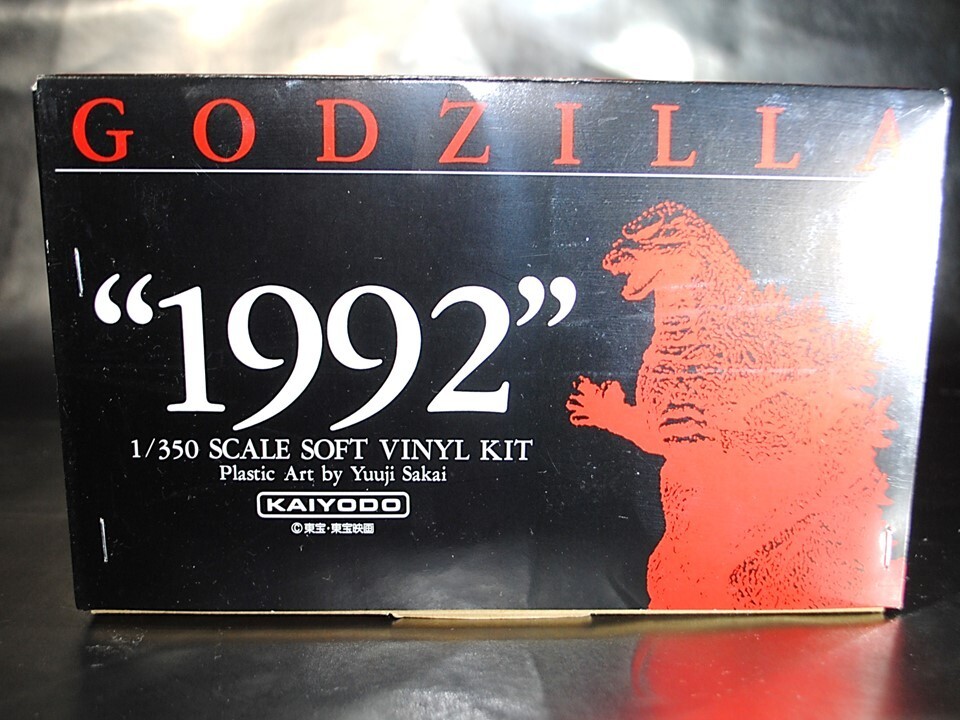 GODZILLA
“1992”
1/350 SCALE SOFT VINYL KIT
Plastic Art by Yuuji Sakai
KAIYODO
©東宝・東宝映画